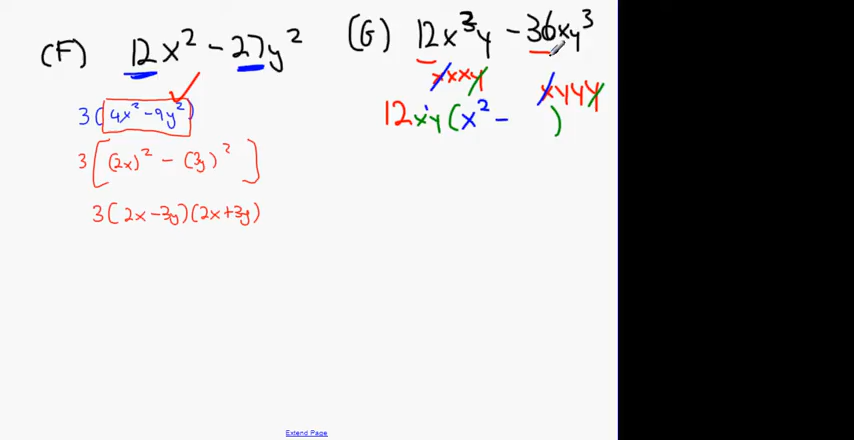 (F) 12x² - 27y²
3(4x² - 9y²)
3[(2x)² - (3y)²]
3(2x - 3y)(2x + 3y)
(G) 12x³y - 36xy³
xxxy xyyy
12xy(x² - )
Extend Page